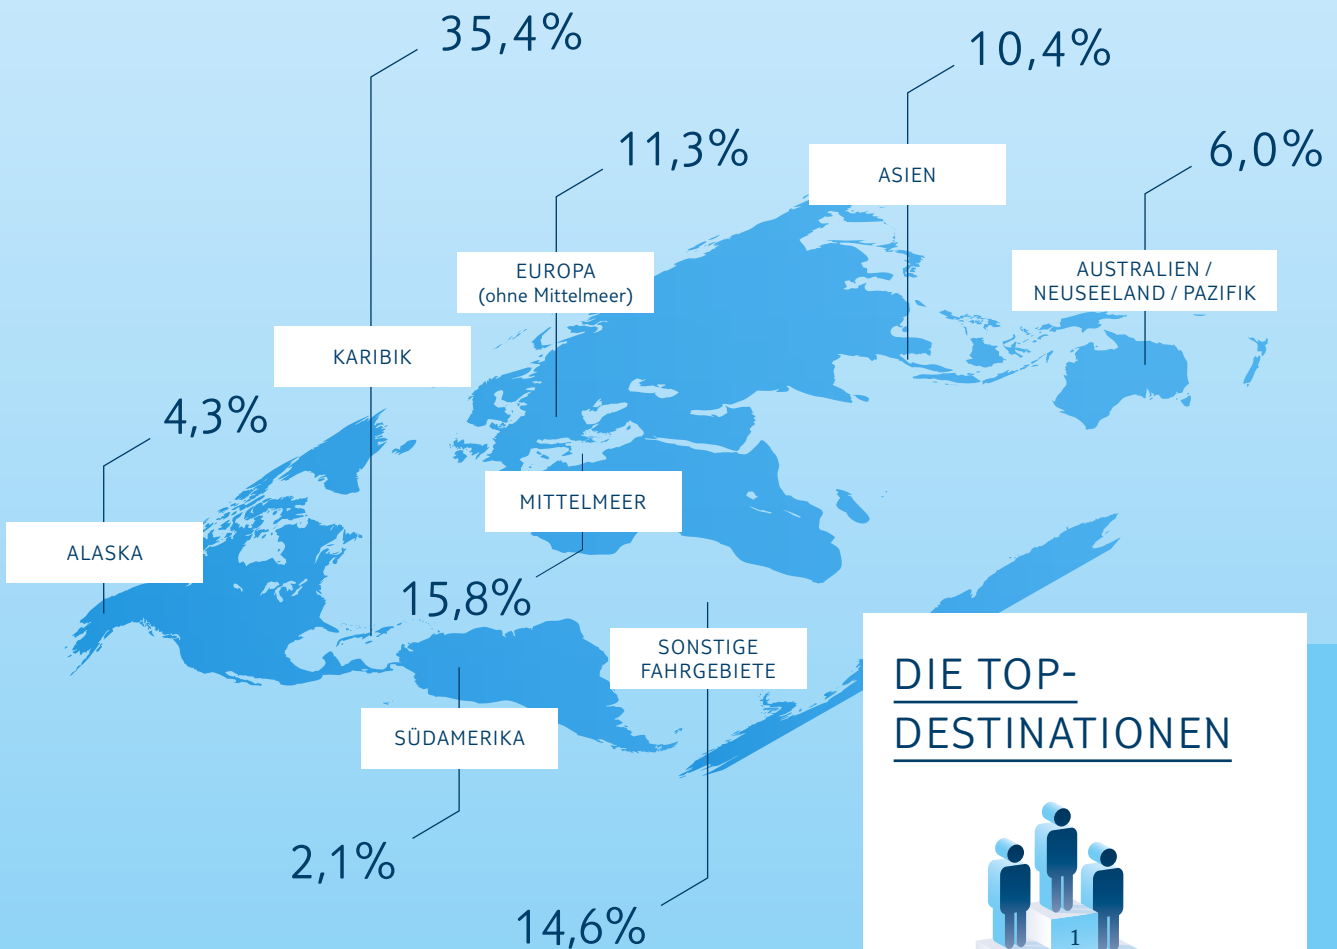 35,4%
10,4%
11,3%
6,0%
ASIEN
EUROPA
(ohne Mittelmeer)
AUSTRALIEN /
NEUSEELAND / PAZIFIK
KARIBIK
4,3%
MITTELMEER
ALASKA
15,8%
SONSTIGE
FAHRGEBIETE
SÜDAMERIKA
2,1%
14,6%
DIE TOP-
DESTINATIONEN
1